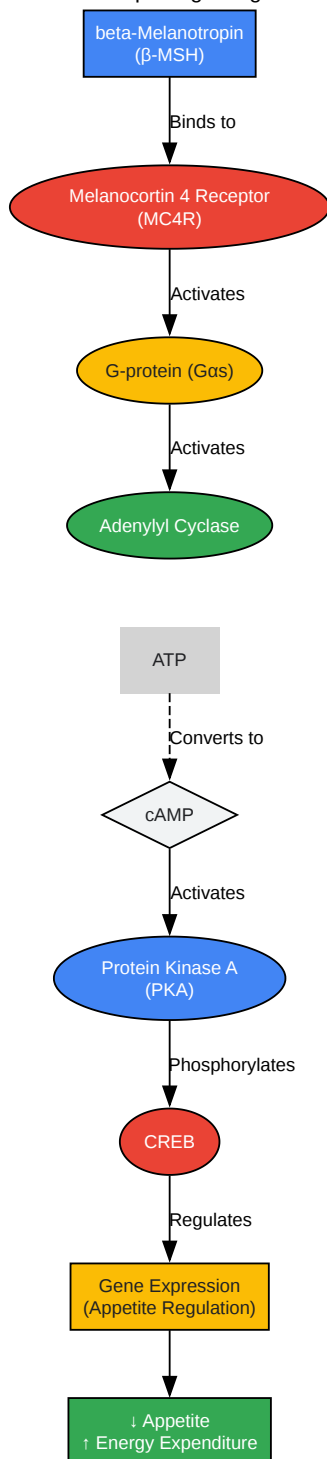 beta-Melanotropin
(β-MSH)
Binds to
Melanocortin 4 Receptor
(MC4R)
Activates
G-protein (Gαs)
Activates
Adenylyl Cyclase
ATP
Converts to
cAMP
Activates
Protein Kinase A
(PKA)
Phosphorylates
CREB
Regulates
Gene Expression
(Appetite Regulation)
↓ Appetite
↑ Energy Expenditure